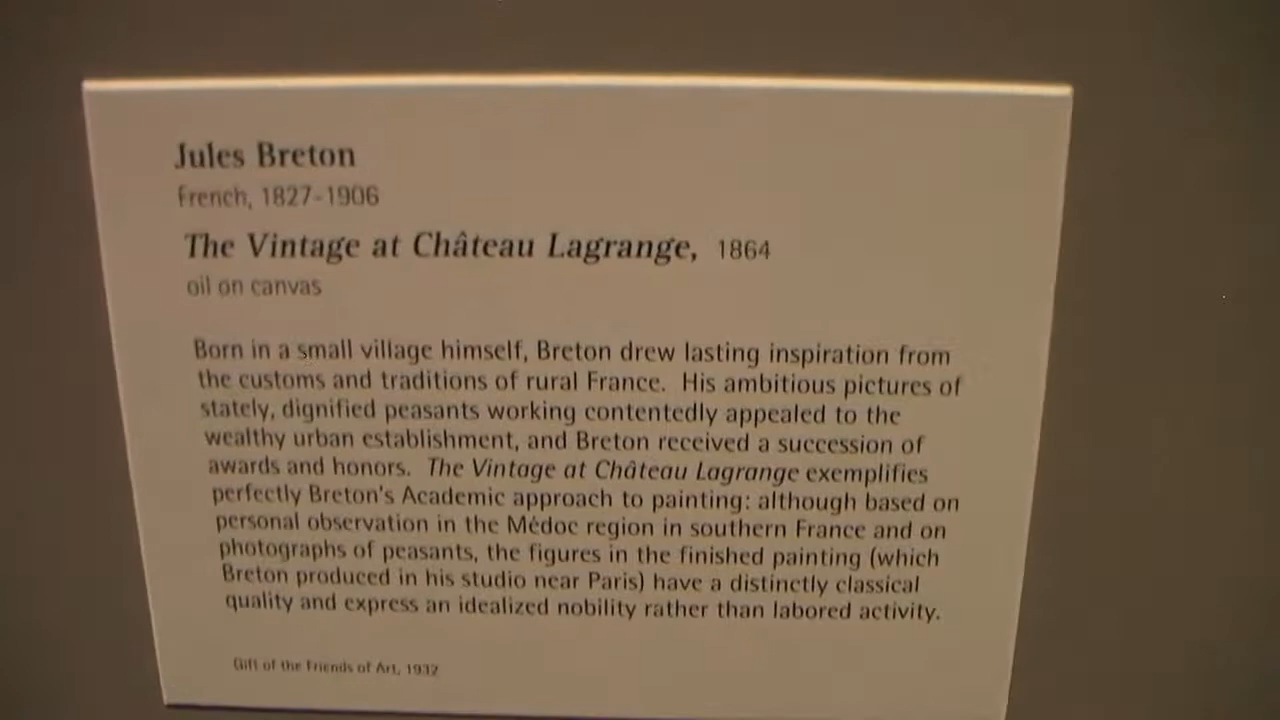 Jules Breton
French, 1827-1906
The Vintage at Château Lagrange, 1864
oil on canvas
Born in a small village himself, Breton drew lasting inspiration from
the customs and traditions of rural France. His ambitious pictures of
stately, dignified peasants working contentedly appealed to the
wealthy urban establishment, and Breton received a succession of
awards and honors. The Vintage at Château Lagrange exemplifies
perfectly Breton's Academic approach to painting: although based on
personal observation in the Médoc region in southern France and on
photographs of peasants, the figures in the finished painting (which
Breton produced in his studio near Paris) have a distinctly classical
quality and express an idealized nobility rather than labored activity.
Gift of the Friends of Art, 1932